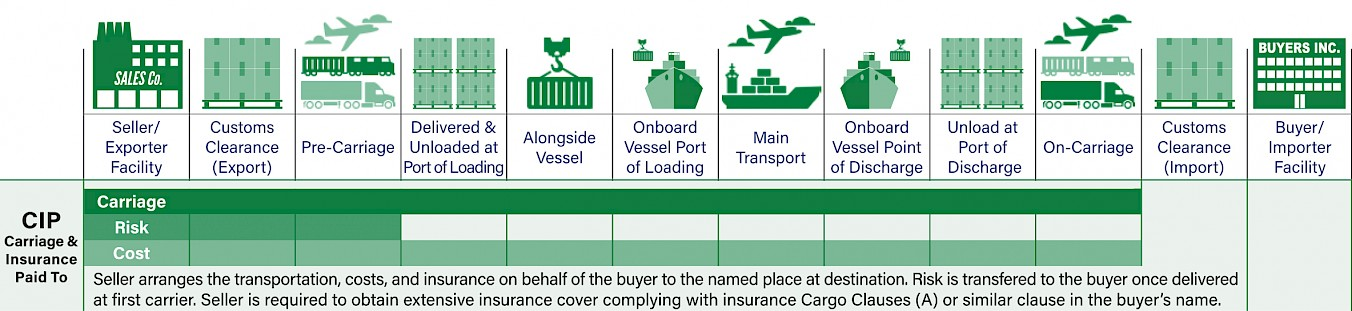 SALES Co.
BUYERS INC.
Seller/
Exporter
Facility
Customs
Clearance
(Export)
Pre-Carriage
Delivered &
Unloaded at
Port of Loading
Alongside
Vessel
Onboard
Vessel Port
of Loading
Main
Transport
Onboard
Vessel Point
of Discharge
Unload at
Port of
Discharge
On-Carriage
Customs
Clearance
(Import)
Buyer/
Importer
Facility
CIP
Carriage &
Insurance
Paid To
Carriage
Risk
Cost
Seller arranges the transportation, costs, and insurance on behalf of the buyer to the named place at destination. Risk is transfered to the buyer once delivered
at first carrier. Seller is required to obtain extensive insurance cover complying with insurance Cargo Clauses (A) or similar clause in the buyer's name.